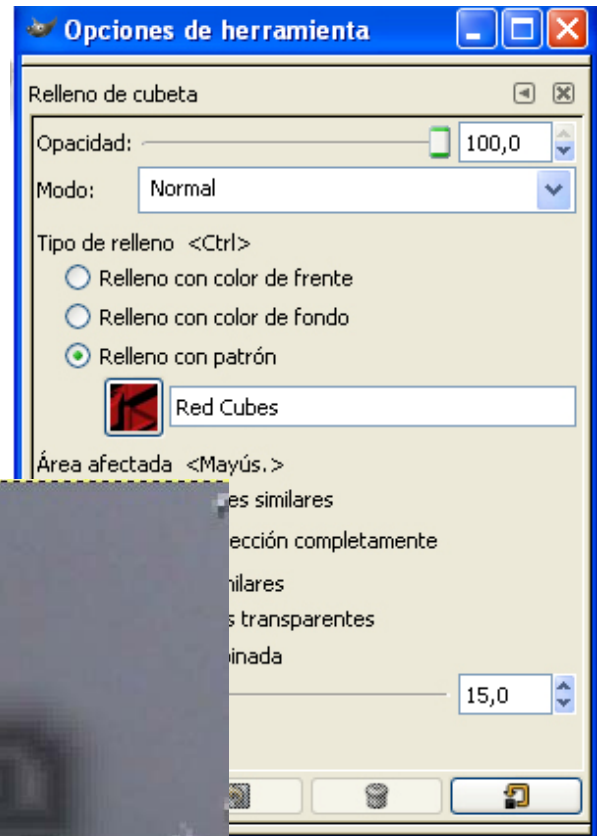 Opciones de herramienta
Relleno de cubeta
Opacidad: 100,0
Modo: Normal
Tipo de relleno <Ctrl>
Relleno con color de frente
Relleno con color de fondo
Relleno con patrón
Red Cubes
Área afectada <Mayús.>
es similares
ección completamente
nilares
s transparentes
inada
15,0